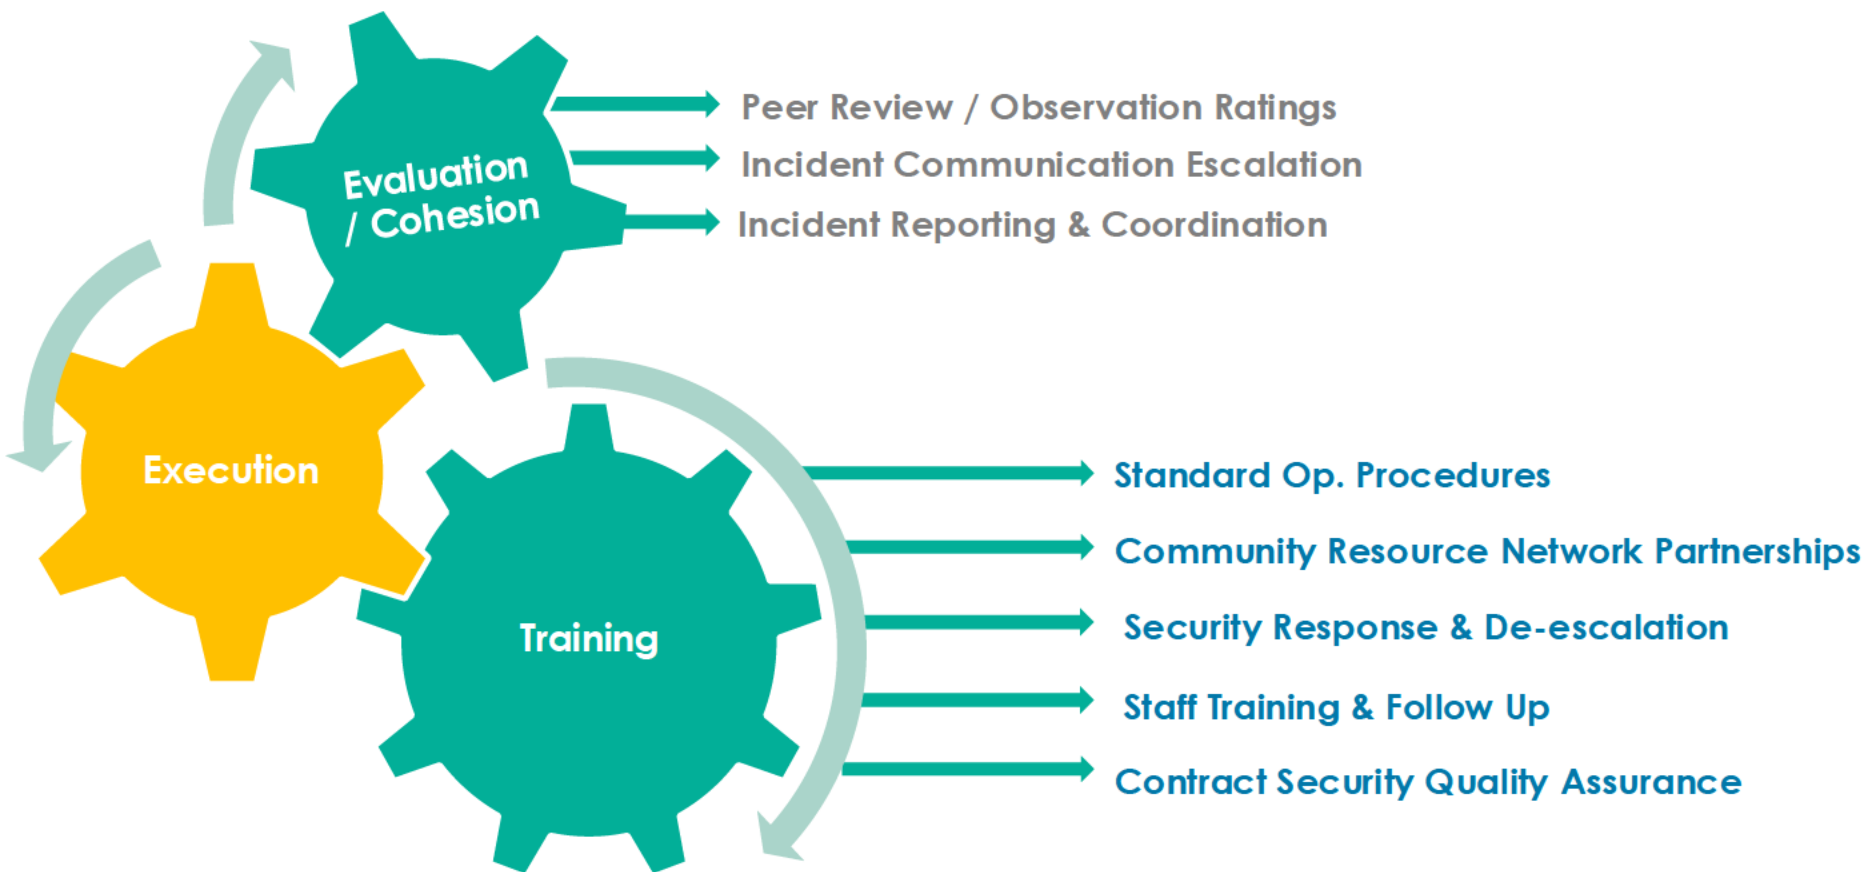 Evaluation
/ Cohesion
Peer Review / Observation Ratings
Incident Communication Escalation
Incident Reporting & Coordination
Execution
Training
Standard Op. Procedures
Community Resource Network Partnerships
Security Response & De-escalation
Staff Training & Follow Up
Contract Security Quality Assurance